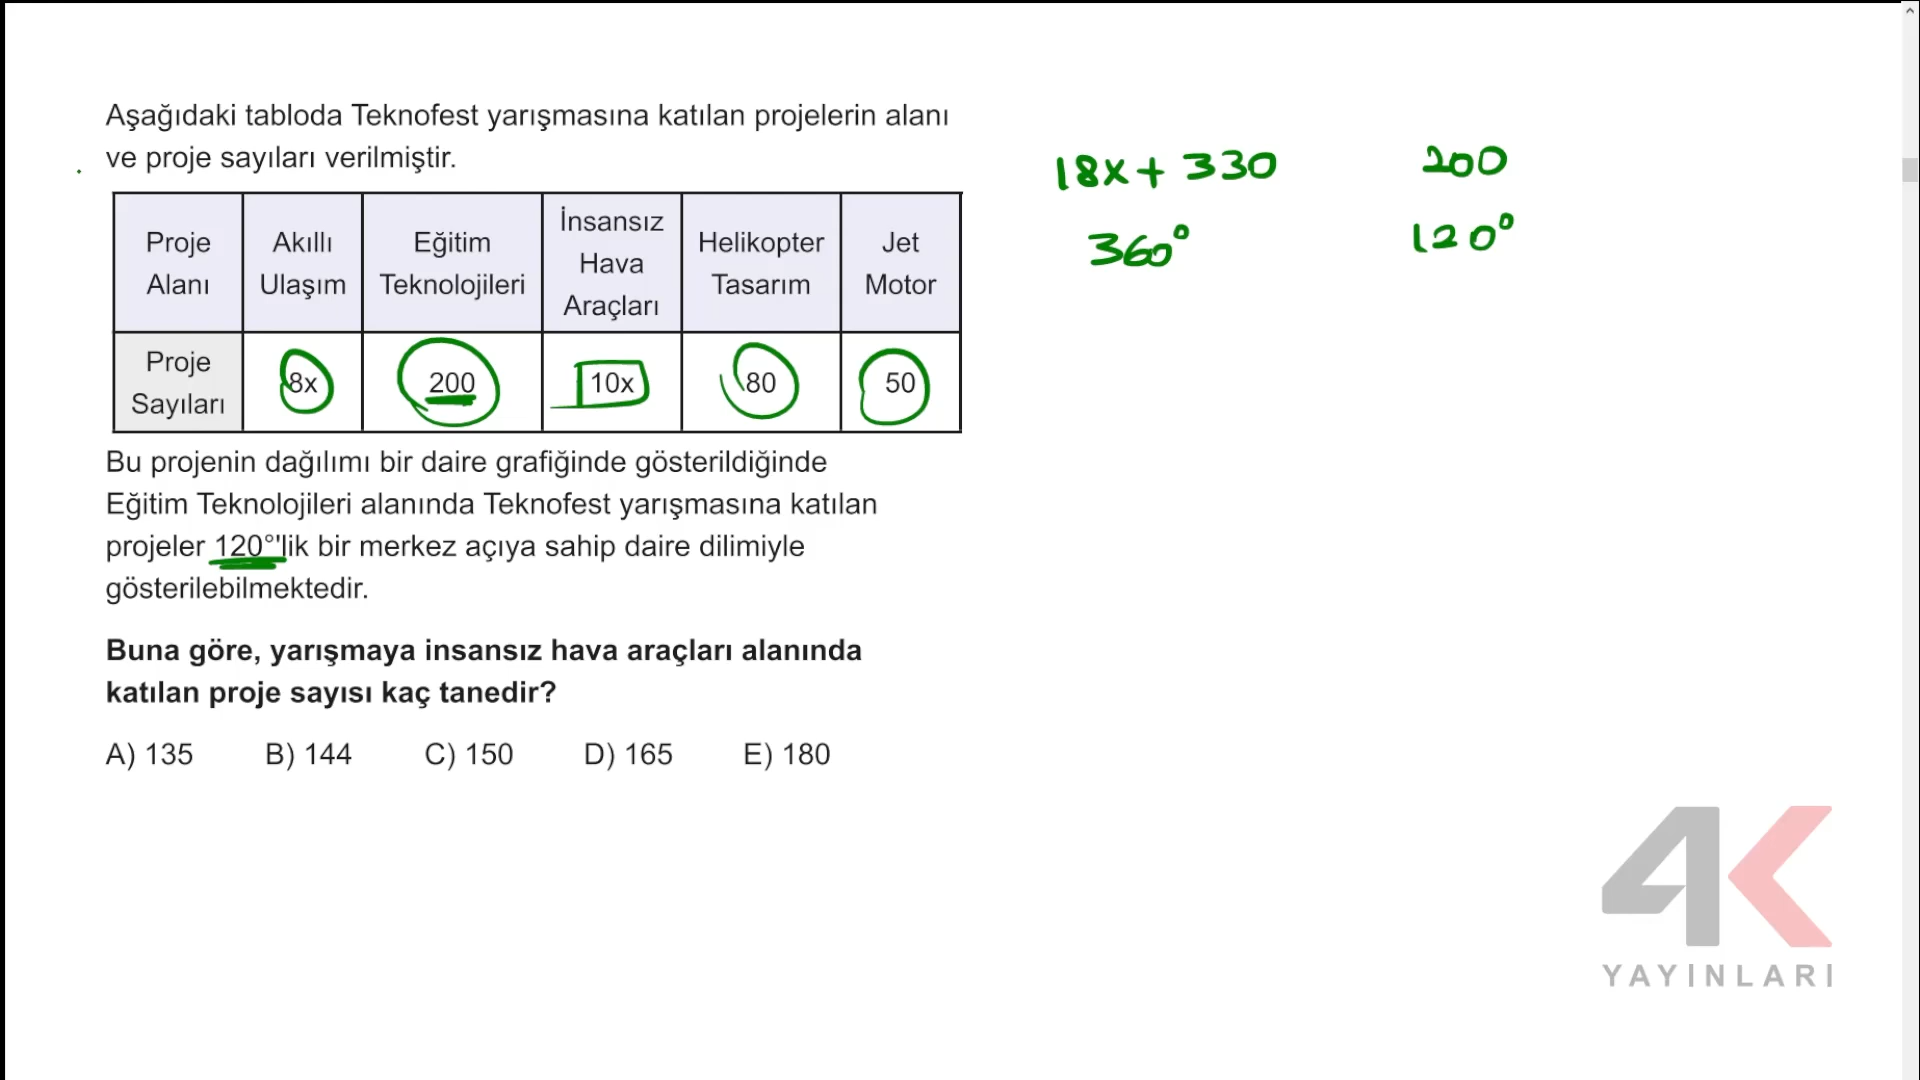 Aşağıdaki tabloda Teknofest yarışmasına katılan projelerin alanı
ve proje sayıları verilmiştir.
Proje Alanı
Akıllı Ulaşım
Eğitim Teknolojileri
İnsansız Hava Araçları
Helikopter Tasarım
Jet Motor
Proje Sayıları
8x
200
10x
80
50
Bu projenin dağılımı bir daire grafiğinde gösterildiğinde
Eğitim Teknolojileri alanında Teknofest yarışmasına katılan
projeler 120°'lik bir merkez açıya sahip daire dilimiyle
gösterilebilmektedir.
Buna göre, yarışmaya insansız hava araçları alanında
katılan proje sayısı kaç tanedir?
A) 135 B) 144 C) 150 D) 165 E) 180
18x + 330 200
360° 120°
4K
YAYINLARI